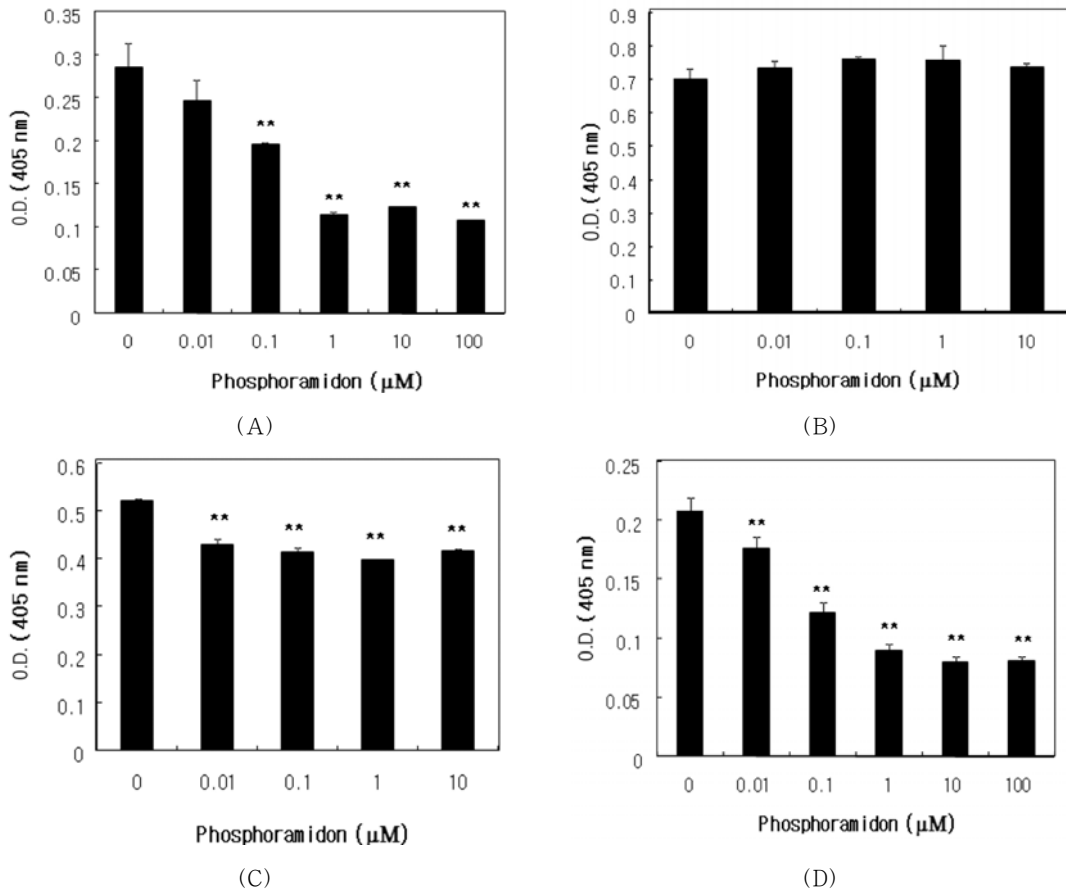 0.35
0.3
0.25
0.2
0.15
0.1
0.05
0
O.D. (405 nm)
**
**
**
**
0 0.01 0.1 1 10 100
Phosphoramidon (μM)
(A)
0.9
0.8
0.7
0.6
0.5
0.4
0.3
0.2
0.1
0
O.D. (405 nm)
0 0.01 0.1 1 10
Phosphoramidon (μM)
(B)
0.6
0.5
0.4
0.3
0.2
0.1
0
O.D. (405 nm)
** ** ** **
0 0.01 0.1 1 10
Phosphoramidon (μM)
(C)
0.25
0.2
0.15
0.1
0.05
0
O.D. (405 nm)
**
**
**
** **
0 0.01 0.1 1 10 100
Phosphoramidon (μM)
(D)